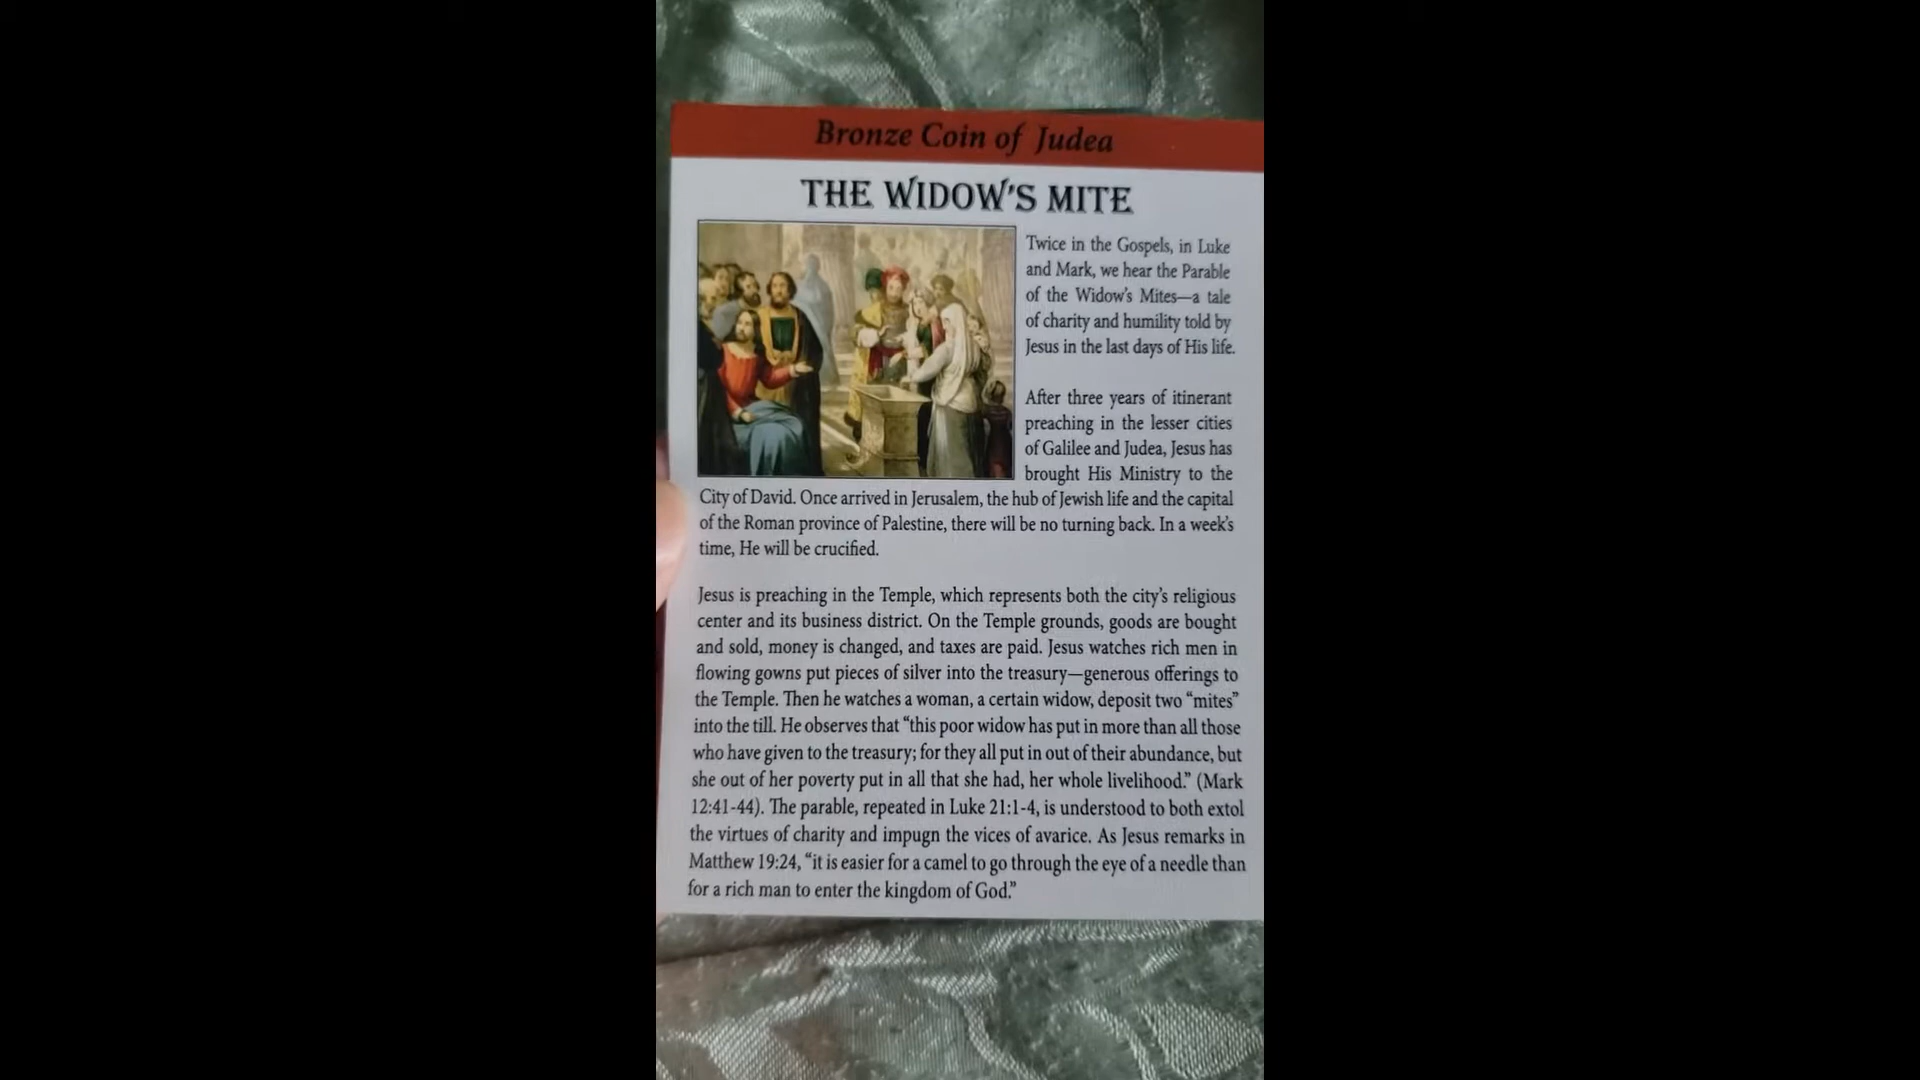 Bronze Coin of Judea
THE WIDOW'S MITE
Twice in the Gospels, in Luke
and Mark, we hear the Parable
of the Widow's Mites—a tale
of charity and humility told by
Jesus in the last days of His life.
After three years of itinerant
preaching in the lesser cities
of Galilee and Judea, Jesus has
brought His Ministry to the
City of David. Once arrived in Jerusalem, the hub of Jewish life and the capital
of the Roman province of Palestine, there will be no turning back. In a week's
time, He will be crucified.
Jesus is preaching in the Temple, which represents both the city's religious
center and its business district. On the Temple grounds, goods are bought
and sold, money is changed, and taxes are paid. Jesus watches rich men in
flowing gowns put pieces of silver into the treasury—generous offerings to
the Temple. Then he watches a woman, a certain widow, deposit two “mites”
into the till. He observes that “this poor widow has put in more than all those
who have given to the treasury; for they all put in out of their abundance, but
she out of her poverty put in all that she had, her whole livelihood.” (Mark
12:41-44). The parable, repeated in Luke 21:1-4, is understood to both extol
the virtues of charity and impugn the vices of avarice. As Jesus remarks in
Matthew 19:24, “it is easier for a camel to go through the eye of a needle than
for a rich man to enter the kingdom of God.”